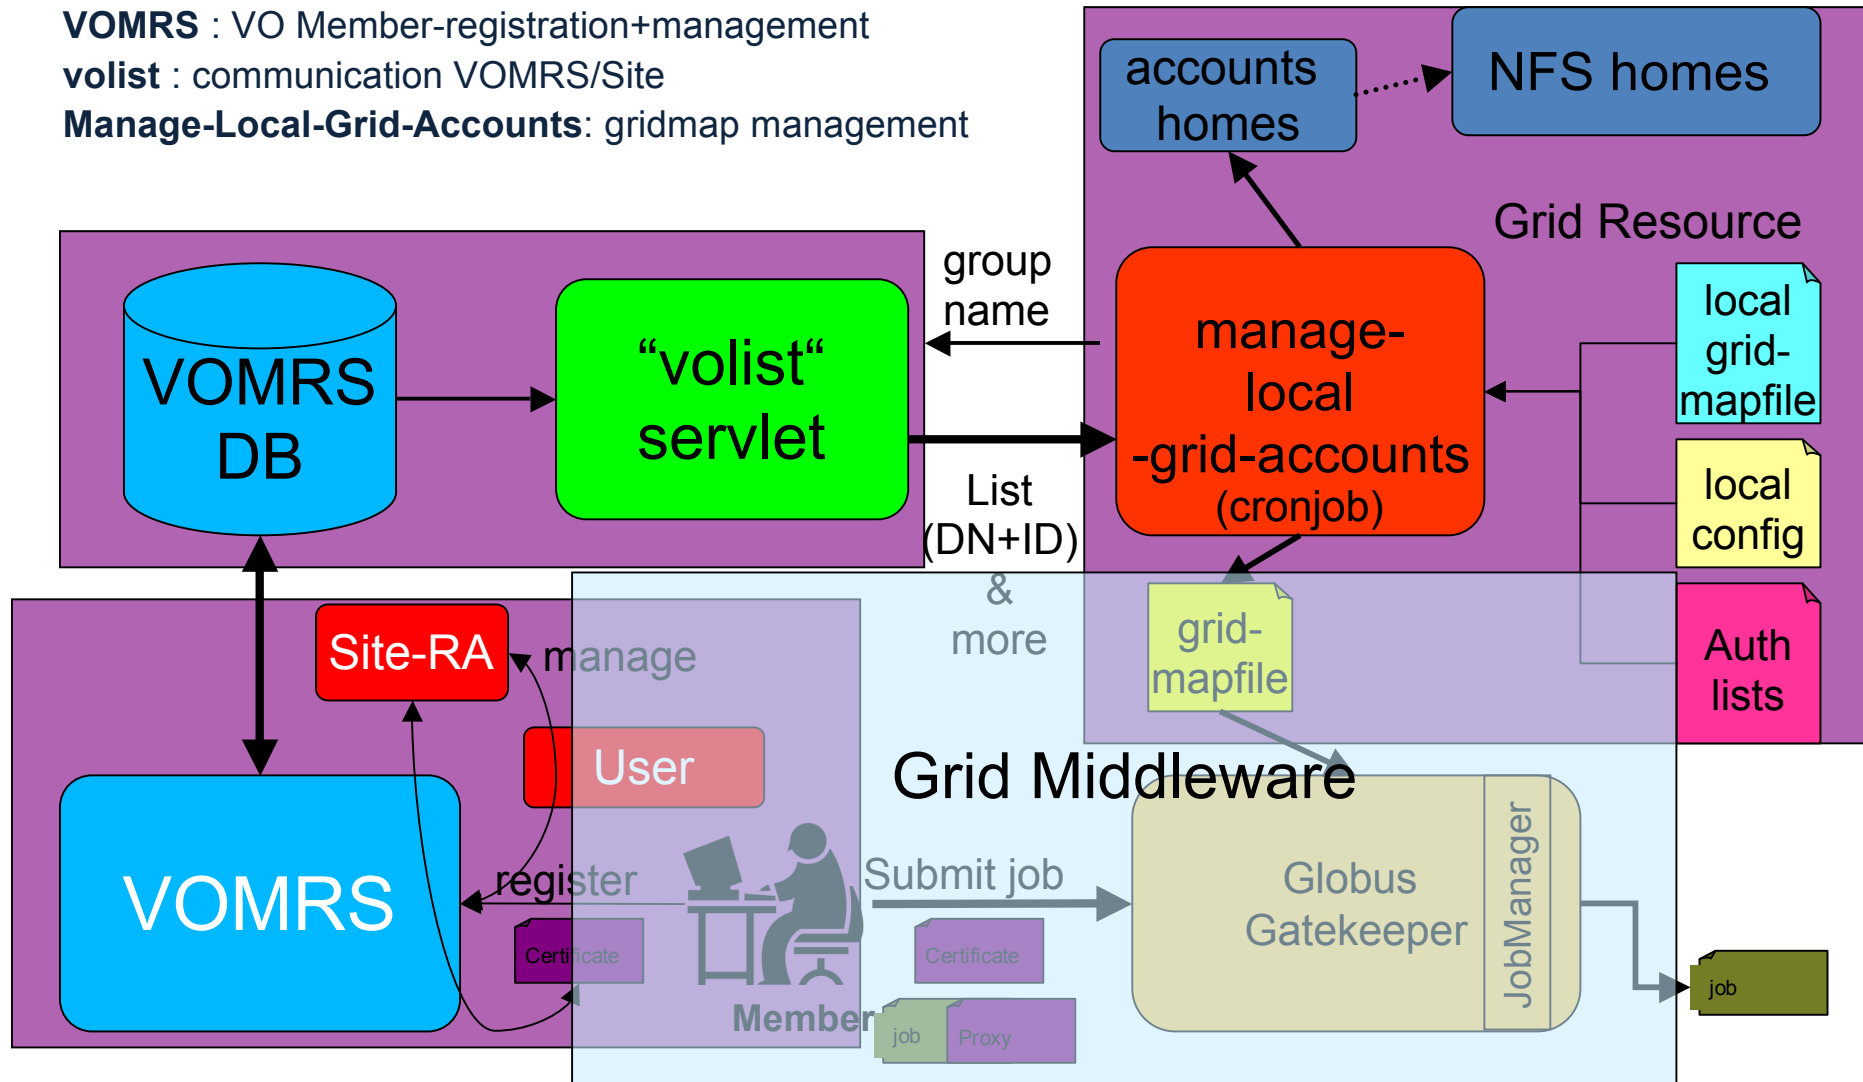 VOMRS : VO Member-registration+management
volist : communication VOMRS/Site
Manage-Local-Grid-Accounts: gridmap management
accounts
homes
NFS homes
Grid Resource
group
name
VOMRS
DB
“volist“
servlet
manage-
local
-grid-accounts
(cronjob)
local
grid-
mapfile
local
config
Auth
lists
List
(DN+ID)
&
more
grid-
mapfile
Site-RA
manage
User
Grid Middleware
VOMRS
register
Certificate
Member
Submit job
Certificate
job
Proxy
Globus
Gatekeeper
JobManager
job